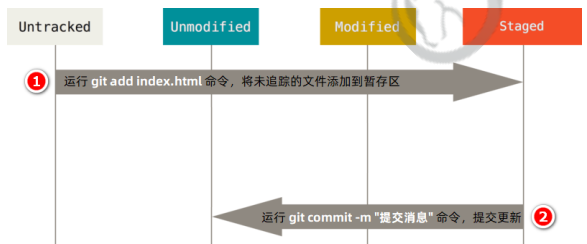 Untracked
Unmodified
Modified
Staged
1
运行 git add index.html 命令，将未追踪的文件添加到暂存区
运行 git commit -m "提交消息" 命令，提交更新
2